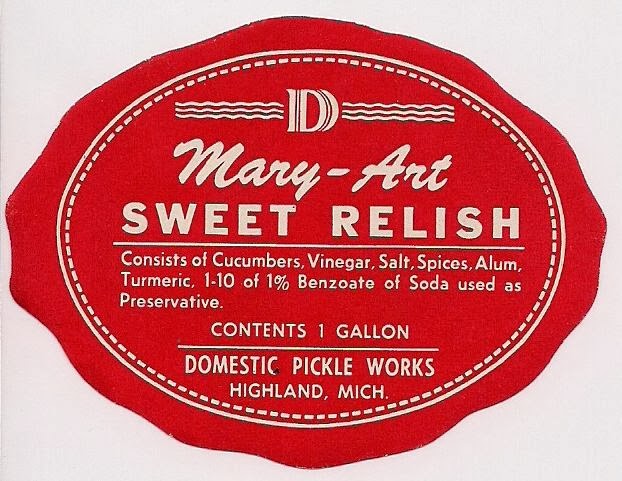 D
Mary-Art
SWEET RELISH
Consists of Cucumbers, Vinegar, Salt, Spices, Alum,
Turmeric, 1-10 of 1% Benzoate of Soda used as
Preservative.
CONTENTS 1 GALLON
DOMESTIC PICKLE WORKS
HIGHLAND, MICH.